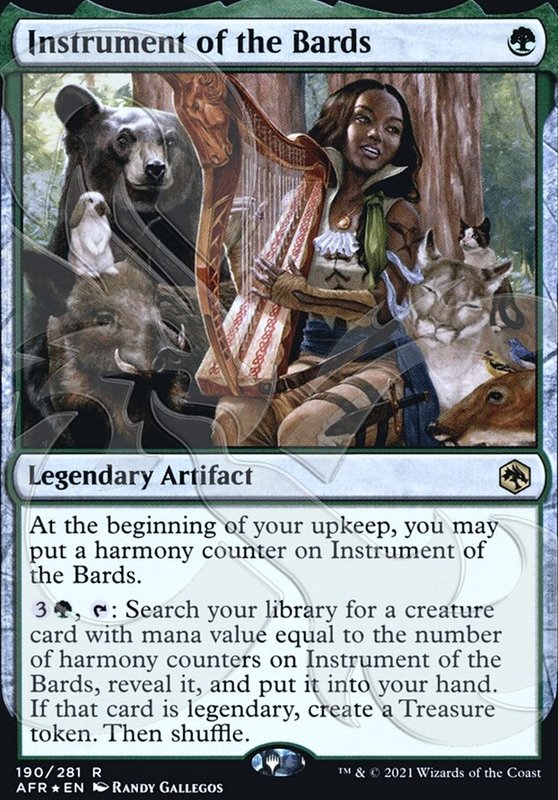 Instrument of the Bards
Legendary Artifact
At the beginning of your upkeep, you may
put a harmony counter on Instrument of
the Bards.
3, : Search your library for a creature
card with mana value equal to the number
of harmony counters on Instrument of the
Bards, reveal it, and put it into your hand.
If that card is legendary, create a Treasure
token. Then shuffle.
190/281 R
™ & © 2021 Wizards of the Coast
AFR ★ EN Randy Gallegos